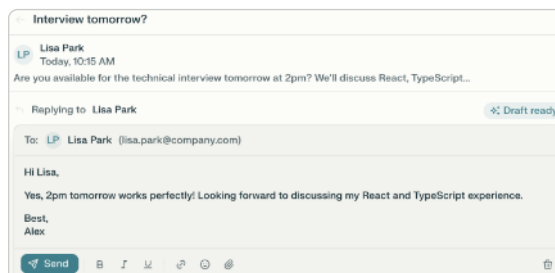 Interview tomorrow?
LP
Lisa Park
Today, 10:15 AM
Are you available for the technical interview tomorrow at 2pm? We'll discuss React, TypeScript...
Replying to Lisa Park
Draft ready
To: LP Lisa Park (lisa.park@company.com)
Hi Lisa,
Yes, 2pm tomorrow works perfectly! Looking forward to discussing my React and TypeScript experience.
Best,
Alex
Send B I U